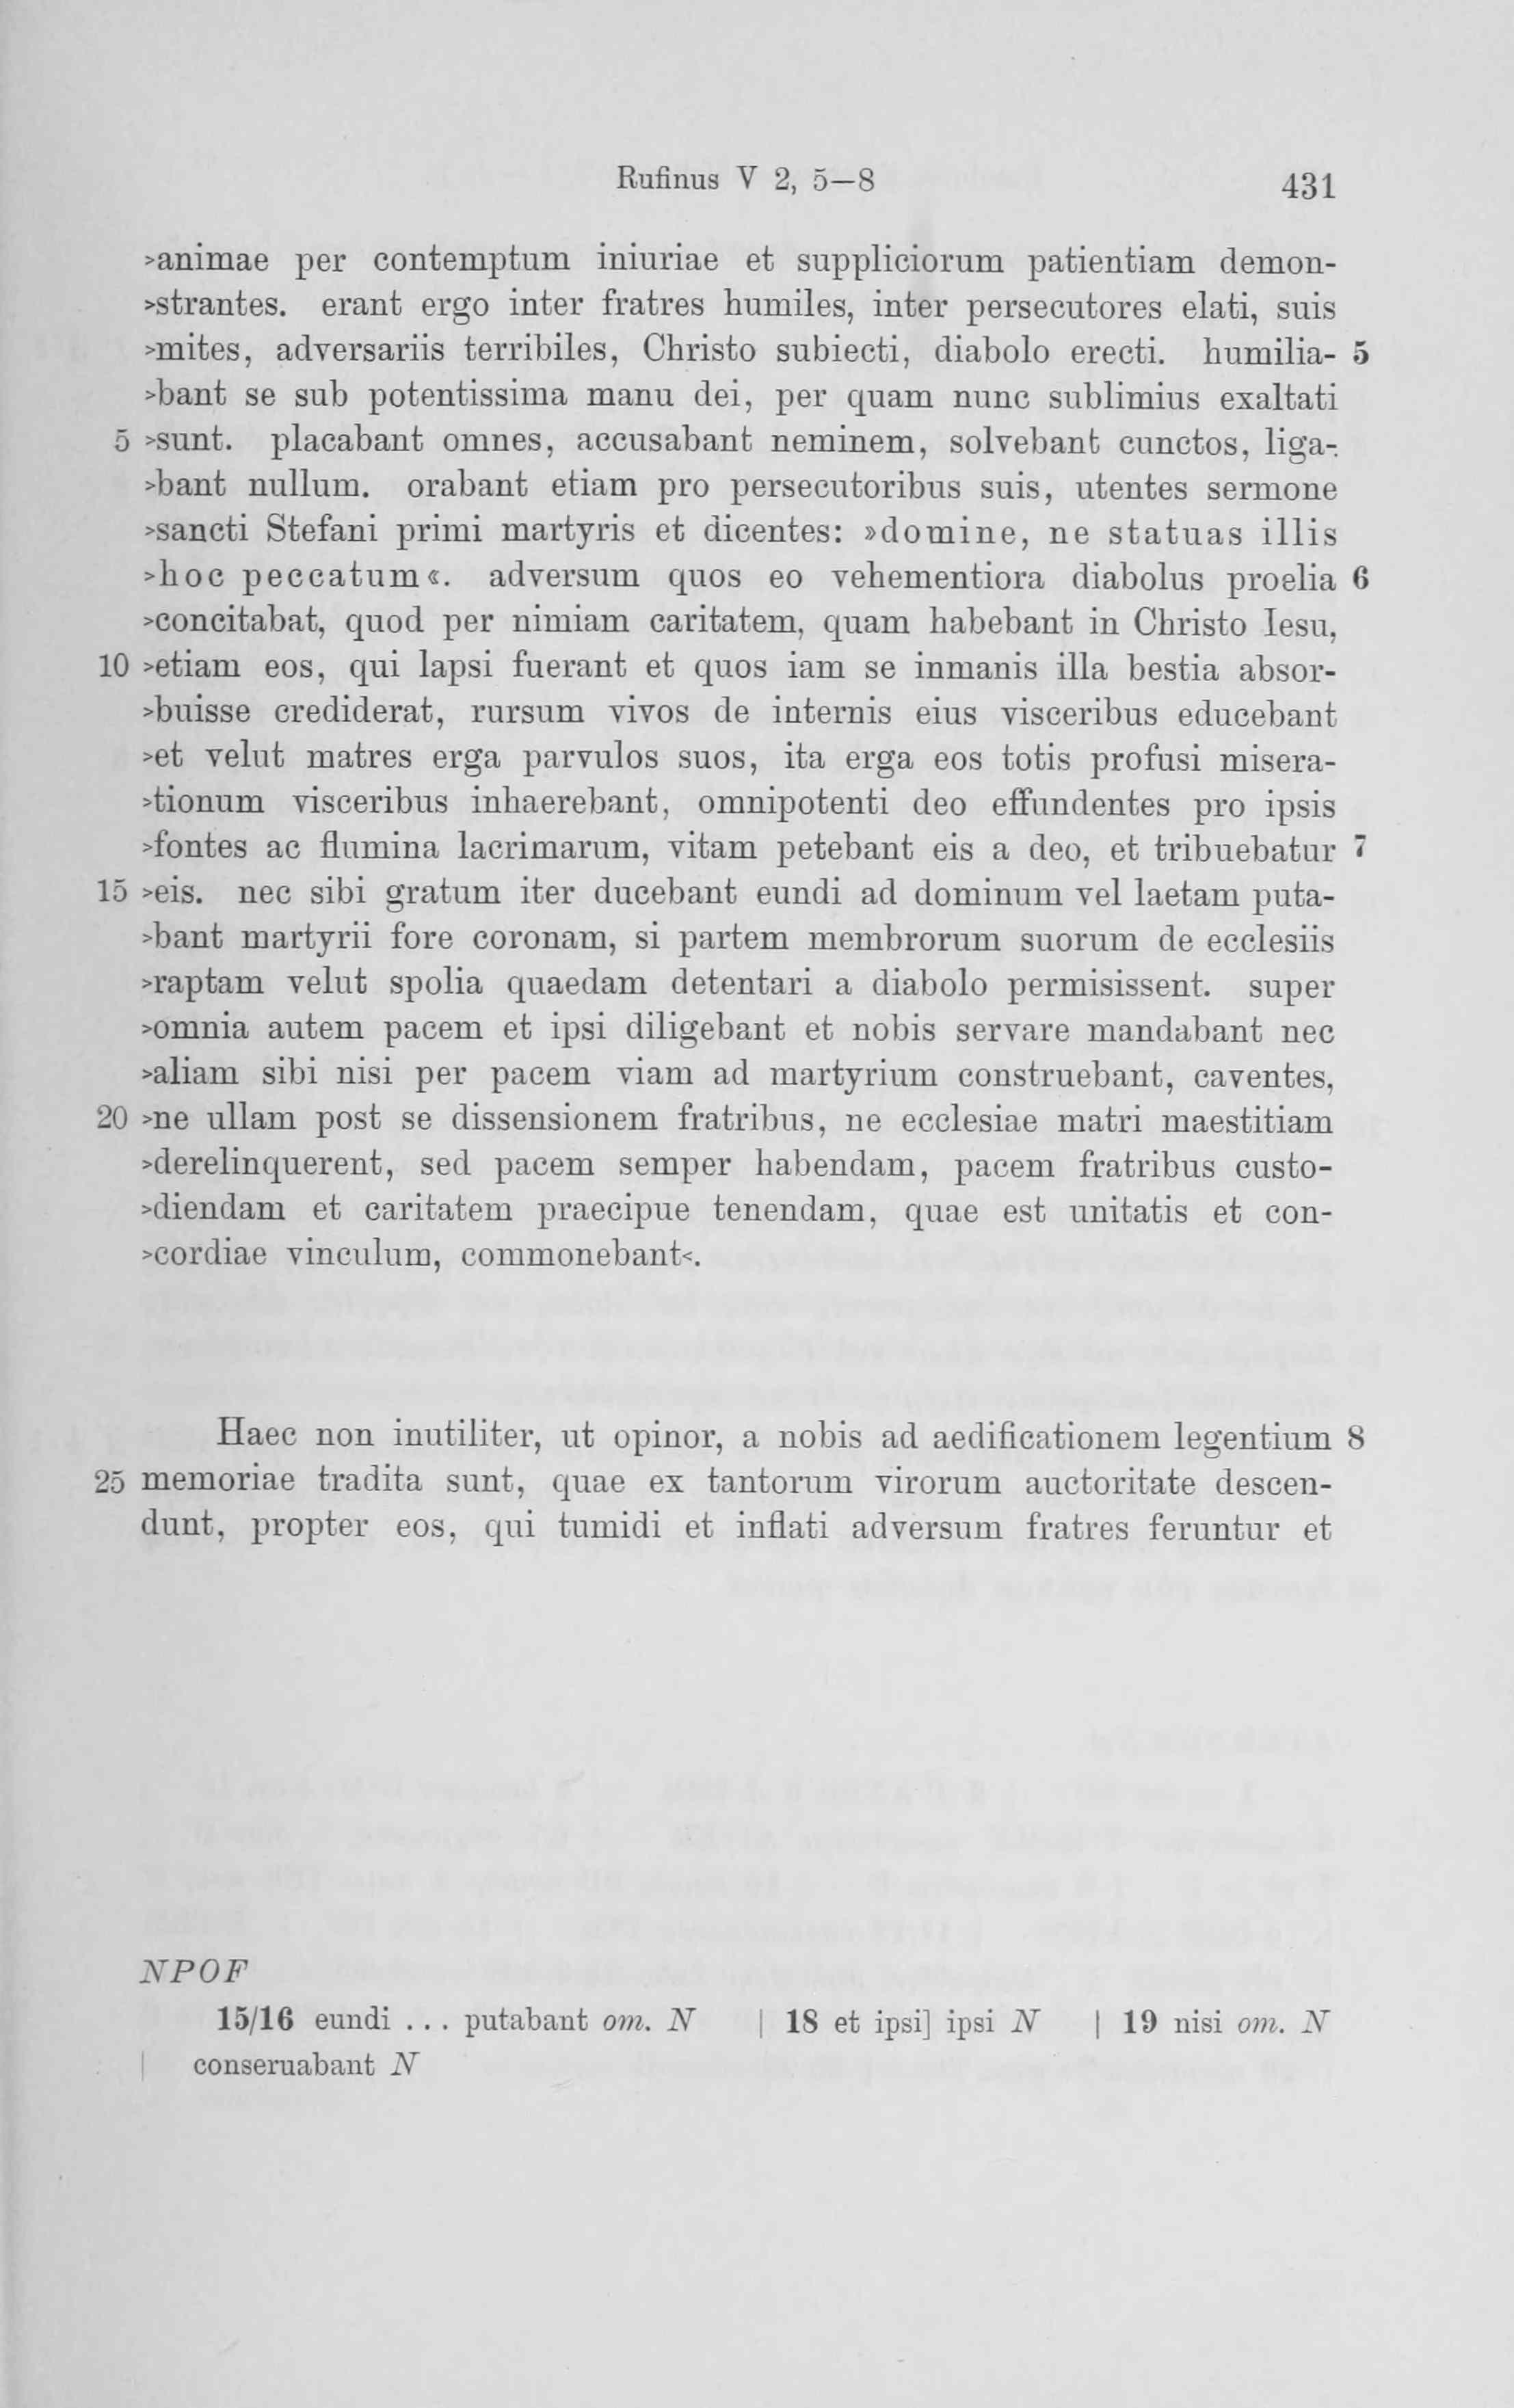 Rufinus V 2, 5—8 431
>animae per contemptum iniuriae et suppliciorum patientiam demon-
>strantes. erant ergo inter fratres humiles, inter persecutores elati, suis
>mites, adversariis terribiles, Christo subiecti, diabolo erecti. humilia- 5
>bant se sub potentissima manu dei, per quam nunc sublimius exaltati
5 >sunt. placabant omnes, accusabant neminem, solvebant cunctos, liga-
>bant nullum. orabant etiam pro persecutoribus suis, utentes sermone
>sancti Stefani primi martyris et dicentes: »domine, ne statuas illis
>hoc peccatum«. adversum quos eo vehementiora diabolus proelia 6
>concitabat, quod per nimiam caritatem, quam habebant in Christo Iesu,
10 >etiam eos, qui lapsi fuerant et quos iam se inmanis illa bestia absor-
>buisse crediderat, rursum vivos de internis eius visceribus educebant
>et velut matres erga parvulos suos, ita erga eos totis profusi misera-
>tionum visceribus inhaerebant, omnipotenti deo effundentes pro ipsis
>fontes ac flumina lacrimarum, vitam petebant eis a deo, et tribuebatur 7
15 >eis. nec sibi gratum iter ducebant eundi ad dominum vel laetam puta-
>bant martyrii fore coronam, si partem membrorum suorum de ecclesiis
>raptam velut spolia quaedam detentari a diabolo permisissent. super
>omnia autem pacem et ipsi diligebant et nobis servare mandabant nec
>aliam sibi nisi per pacem viam ad martyrium construebant, caventes,
20 >ne ullam post se dissensionem fratribus, ne ecclesiae matri maestitiam
>derelinquerent, sed pacem semper habendam, pacem fratribus custo-
>diendam et caritatem praecipue tenendam, quae est unitatis et con-
>cordiae vinculum, commonebant<.
Haec non inutiliter, ut opinor, a nobis ad aedificationem legentium 8
25 memoriae tradita sunt, quae ex tantorum virorum auctoritate descen-
dunt, propter eos, qui tumidi et inflati adversum fratres feruntur et
NPOF
15/16 eundi ... putabant om. N | 18 et ipsi] ipsi N | 19 nisi om. N
| conseruabant N